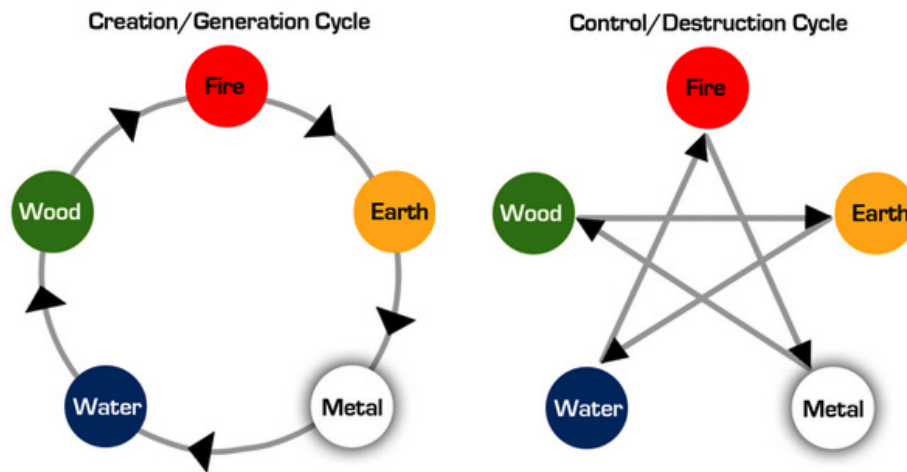 Creation/Generation Cycle
Fire
Wood
Earth
Water
Metal
Control/Destruction Cycle
Fire
Wood
Earth
Water
Metal